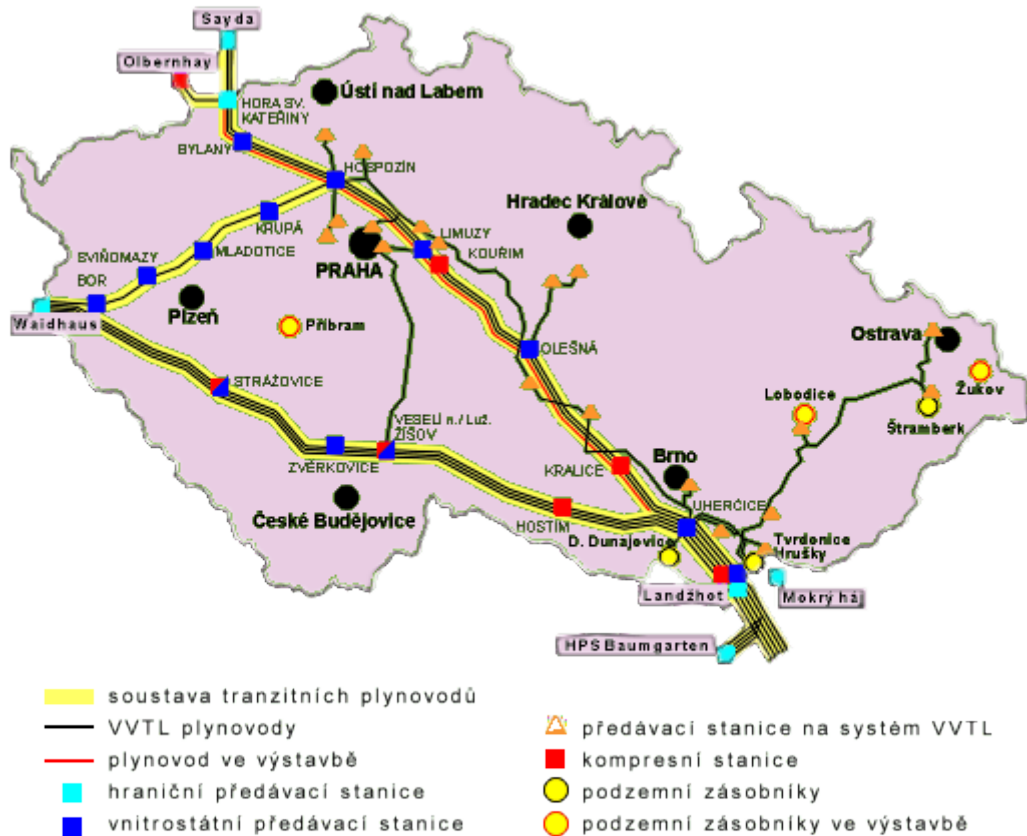 Sayda
Olbernhay
Ústí nad Labem
HORA SV.
KATEŘINY
BYLANY
HOSPOZÍN
Hradec Králové
KRUPÁ
LIMUZY
KOUŘIM
MLADOTICE
SVIŇOMAZY
PRAHA
BOR
Plzeň
Waidhaus
Příbram
Ostrava
OLEŠNÁ
STRÁŽOVICE
Žukov
Lobodice
Štramberk
VESELÍ n./Luž.
ŽÍŠOV
ZVĚRKOVICE
KRALICE
Brno
České Budějovice
HOSTÍM
UHERČICE
D. Dunajovice
Tvrdonice
Hrušky
Landžhot
Mokrý háj
HPS Baumgarten
soustava tranzitních plynovodů
VVTL plynovody
plynovod ve výstavbě
hraniční předávací stanice
vnitrostátní předávací stanice
předávací stanice na systém VVTL
kompresní stanice
podzemní zásobníky
podzemní zásobníky ve výstavbě